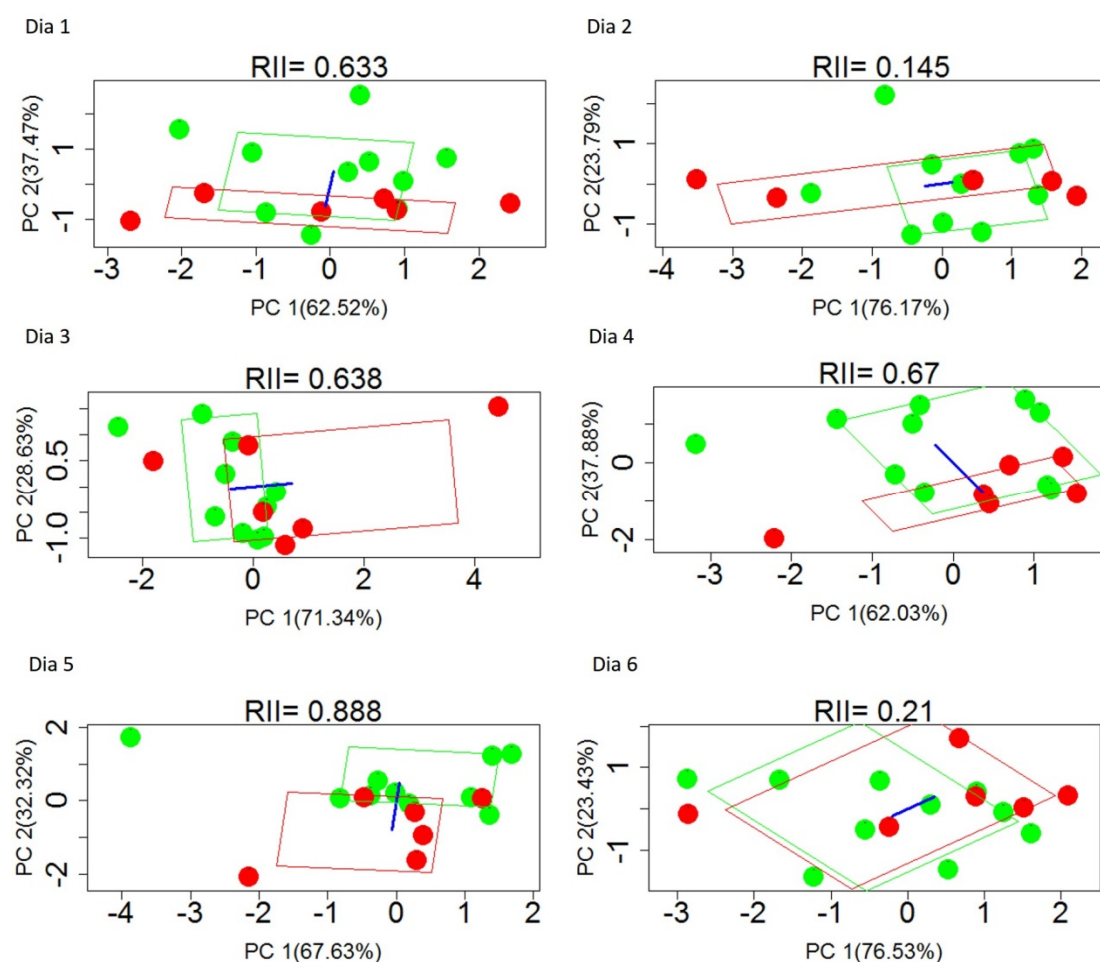 Dia 1
RII= 0.633
PC 2(37.47%)
1
-1
-3 -2 -1 0 1 2
PC 1(62.52%)
Dia 2
RII= 0.145
PC 2(23.79%)
1
-1
-4 -3 -2 -1 0 1 2
PC 1(76.17%)
Dia 3
RII= 0.638
PC 2(28.63%)
0.5
-1.0
-2 0 2 4
PC 1(71.34%)
Dia 4
RII= 0.67
PC 2(37.88%)
0
-2
-3 -2 -1 0 1
PC 1(62.03%)
Dia 5
RII= 0.888
PC 2(32.32%)
2
0
-2
-4 -3 -2 -1 0 1 2
PC 1(67.63%)
Dia 6
RII= 0.21
PC 2(23.43%)
1
-1
-3 -2 -1 0 1 2
PC 1(76.53%)